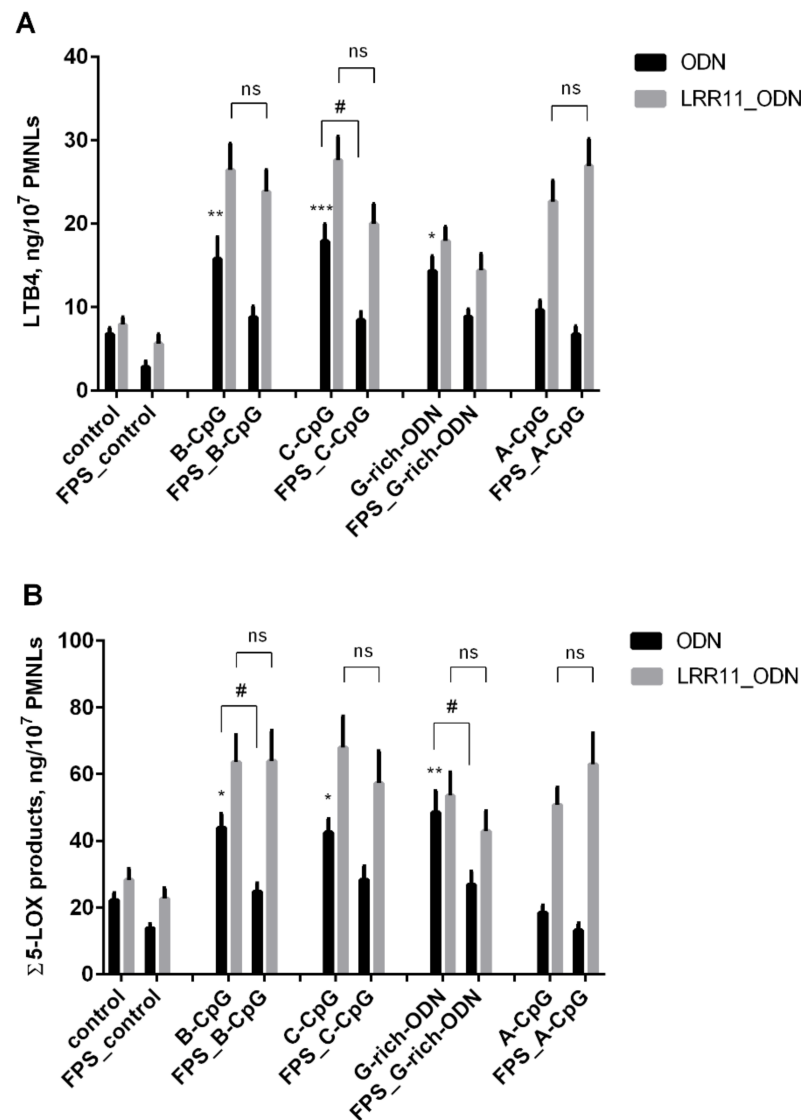 A
LTB4, ng/10⁷ PMNLs
40
30
20
10
0
ns
ns
ns
#
**
***
*
ODN
LRR11_ODN
control
FPS_control
B-CpG
FPS_B-CpG
C-CpG
FPS_C-CpG
G-rich-ODN
FPS_G-rich-ODN
A-CpG
FPS_A-CpG
B
Σ 5-LOX products, ng/10⁷ PMNLs
100
80
60
40
20
0
ns
ns
ns
ns
#
#
*
*
**
ODN
LRR11_ODN
control
FPS_control
B-CpG
FPS_B-CpG
C-CpG
FPS_C-CpG
G-rich-ODN
FPS_G-rich-ODN
A-CpG
FPS_A-CpG